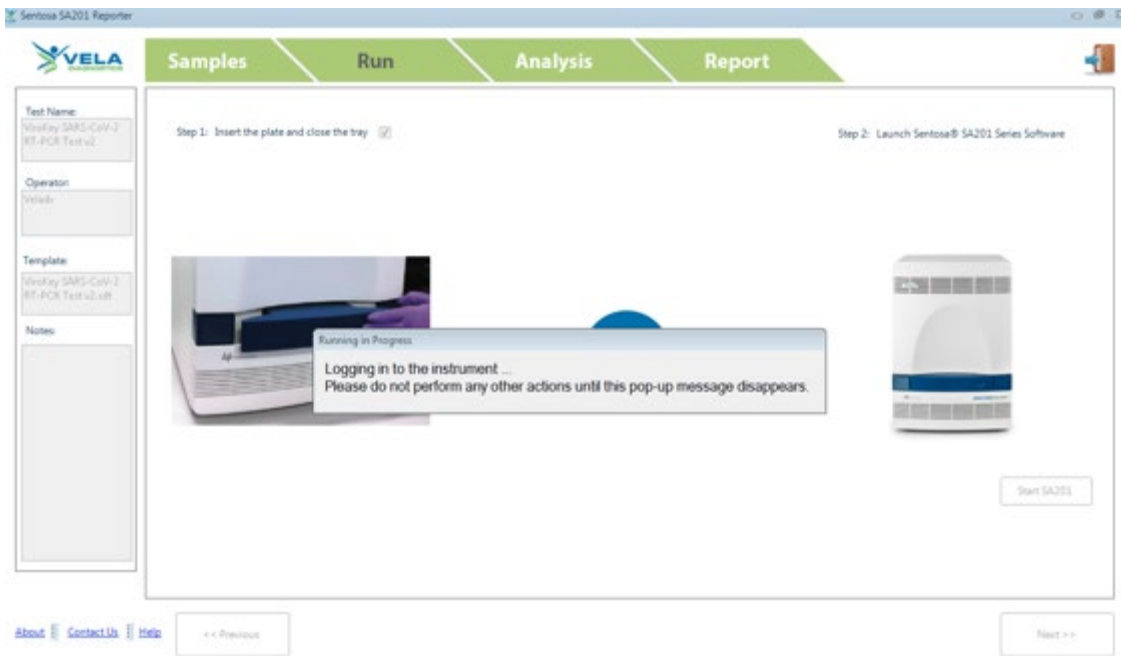 Sentosa SA201 Reporter
VELA
DIAGNOSTICS
Samples
Run
Analysis
Report
Test Name:
ViroKey SARS-CoV-2
RT-PCR Test v2
Step 1: Insert the plate and close the tray
Step 2: Launch Sentosa® SA201 Series Software
Operator:
Template:
ViroKey SARS-CoV-2
RT-PCR Test v2.sdt
Notes:
Running in Progress
Logging in to the instrument ...
Please do not perform any other actions until this pop-up message disappears.
Start SA201
About
Contact Us
Help
<< Previous
Next >>